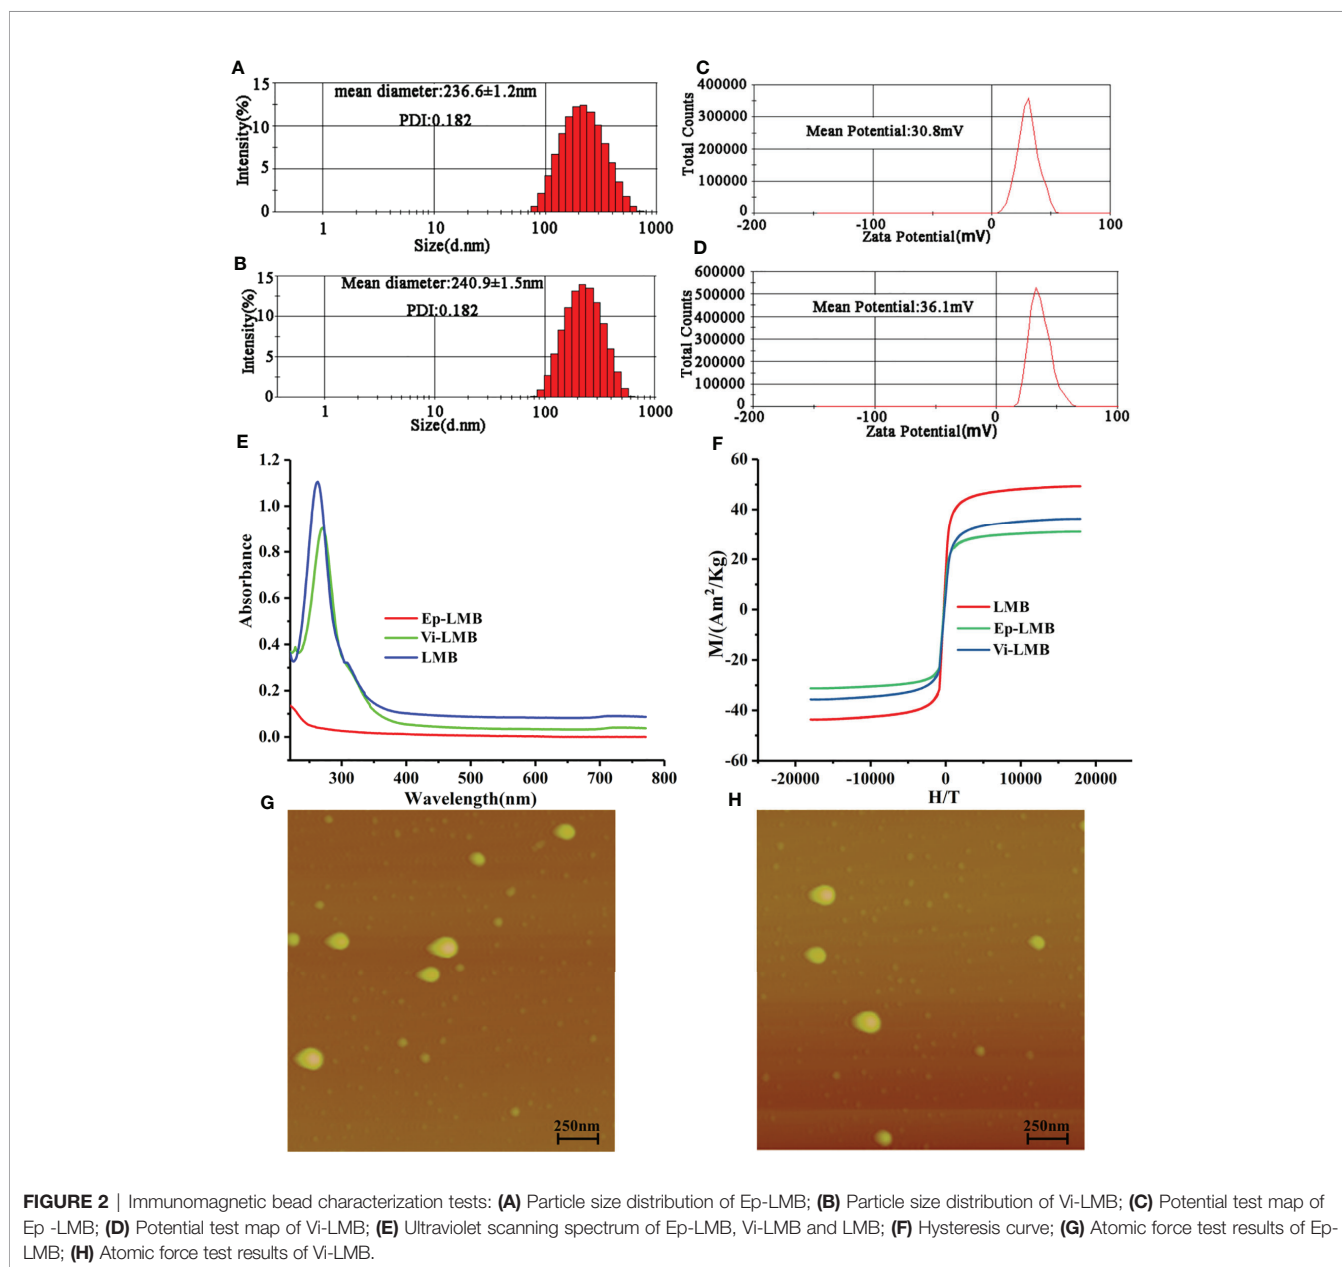 A
mean diameter:236.6±1.2nm
PDI:0.182
Intensity(%)
15
10
5
0
1
10
100
1000
Size(d.nm)
B
Mean diameter:240.9±1.5nm
PDI:0.182
Intensity(%)
15
10
5
0
1
10
100
1000
Size(d.nm)
C
Mean Potential:30.8mV
Total Counts
400000
300000
200000
100000
0
-200
-100
0
100
Zata Potential(mV)
D
Mean Potential:36.1mV
Total Counts
600000
500000
400000
300000
200000
100000
0
-200
-100
0
100
Zata Potential(mV)
E
Absorbance
1.2
1.0
0.8
0.6
0.4
0.2
0.0
Ep-LMB
Vi-LMB
LMB
300
400
500
600
700
800
Wavelength(nm)
F
M/(Am²/Kg)
60
40
20
0
-20
-40
-60
LMB
Ep-LMB
Vi-LMB
-20000
-10000
0
10000
20000
H/T
G
250nm
H
250nm
FIGURE 2 | Immunomagnetic bead characterization tests: (A) Particle size distribution of Ep-LMB; (B) Particle size distribution of Vi-LMB; (C) Potential test map of
Ep -LMB; (D) Potential test map of Vi-LMB; (E) Ultraviolet scanning spectrum of Ep-LMB, Vi-LMB and LMB; (F) Hysteresis curve; (G) Atomic force test results of Ep-
LMB; (H) Atomic force test results of Vi-LMB.